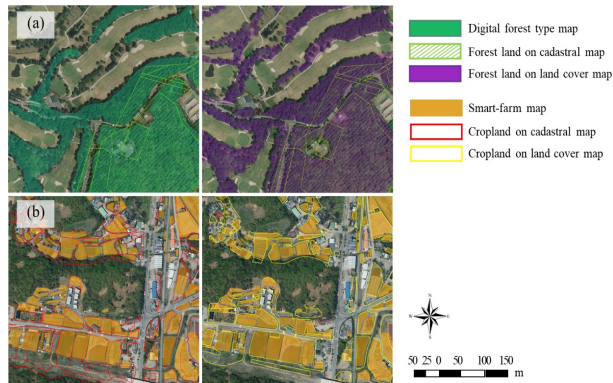 (a)
Digital forest type map
Forest land on cadastral map
Forest land on land cover map
Smart-farm map
Cropland on cadastral map
Cropland on land cover map
(b)
N
W E
S
50 25 0 50 100 150
m